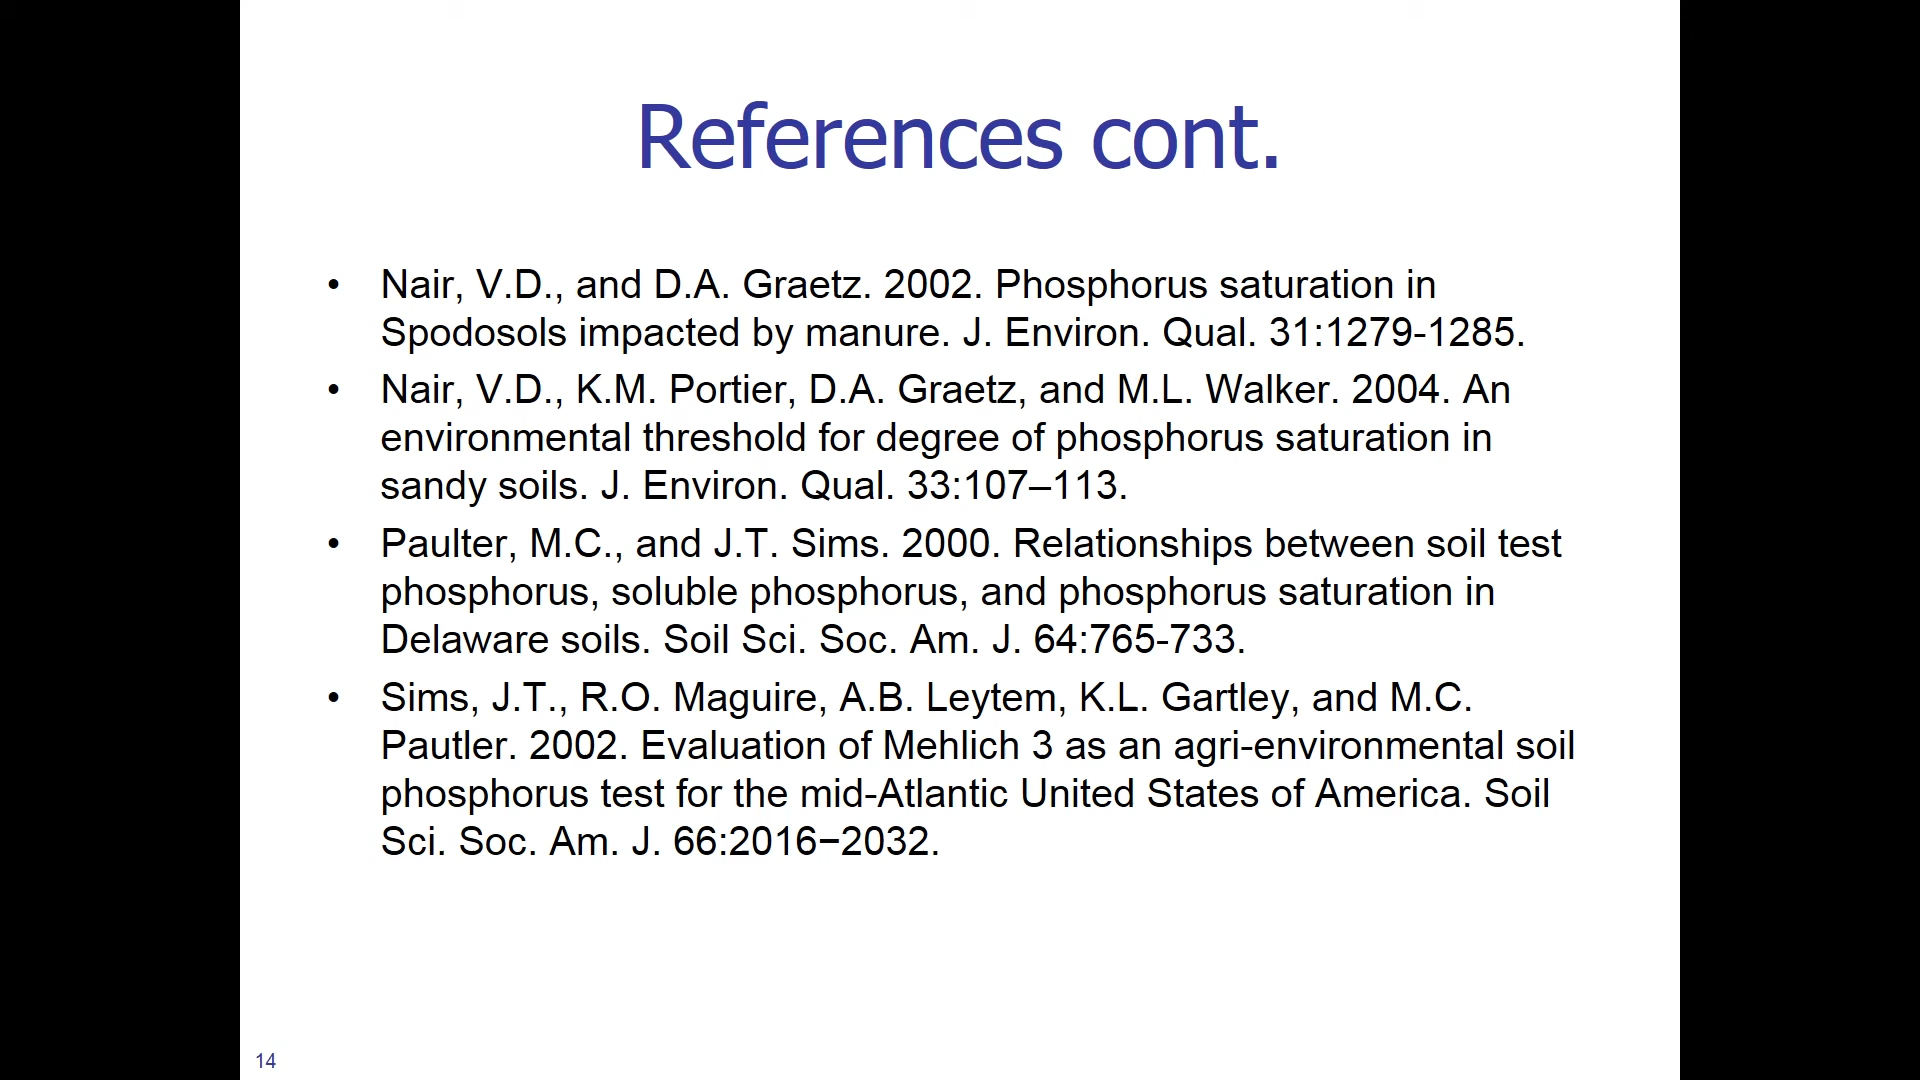 References cont.
• Nair, V.D., and D.A. Graetz. 2002. Phosphorus saturation in
Spodosols impacted by manure. J. Environ. Qual. 31:1279-1285.
• Nair, V.D., K.M. Portier, D.A. Graetz, and M.L. Walker. 2004. An
environmental threshold for degree of phosphorus saturation in
sandy soils. J. Environ. Qual. 33:107–113.
• Paulter, M.C., and J.T. Sims. 2000. Relationships between soil test
phosphorus, soluble phosphorus, and phosphorus saturation in
Delaware soils. Soil Sci. Soc. Am. J. 64:765-733.
• Sims, J.T., R.O. Maguire, A.B. Leytem, K.L. Gartley, and M.C.
Pautler. 2002. Evaluation of Mehlich 3 as an agri-environmental soil
phosphorus test for the mid-Atlantic United States of America. Soil
Sci. Soc. Am. J. 66:2016−2032.
14